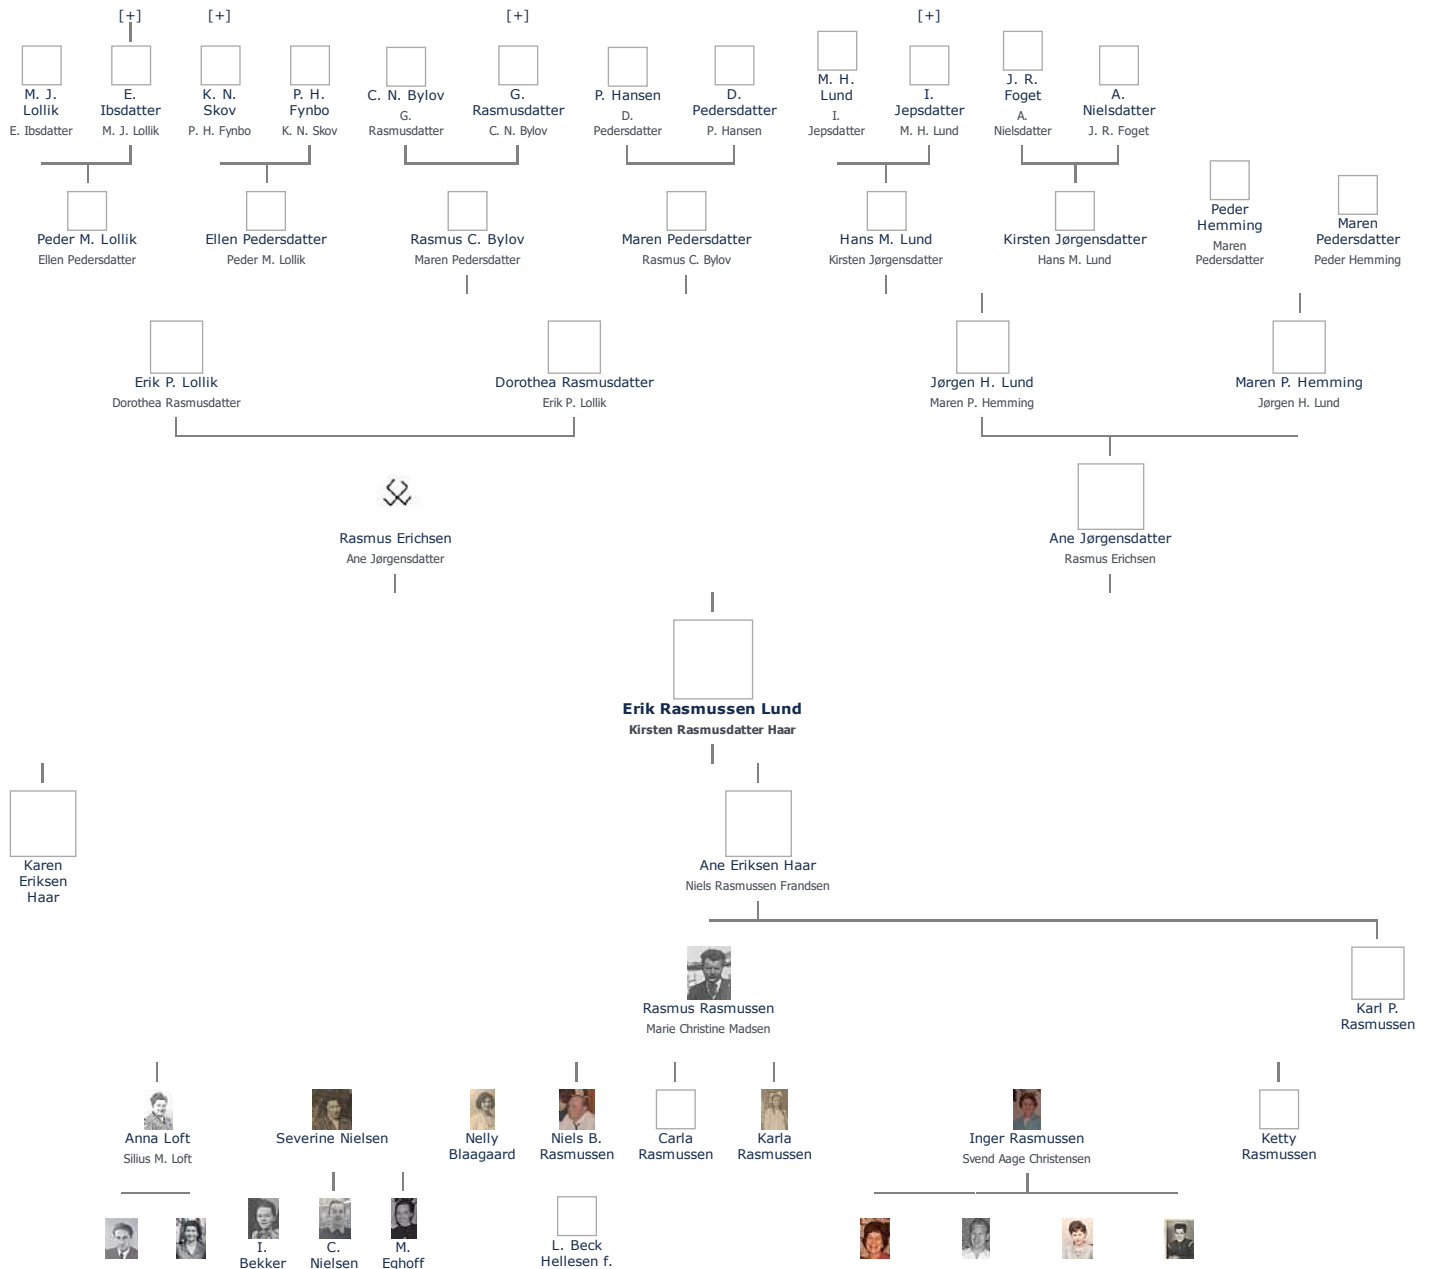 [+] [+] [+] [+]
M. J.
Lollik
E. Ibsdatter
E.
Ibsdatter
M. J. Lollik
K. N.
Skov
P. H. Fynbo
P. H.
Fynbo
K. N. Skov
C. N. Bylov
G.
Rasmusdatter
G.
Rasmusdatter
C. N. Bylov
P. Hansen
D.
Pedersdatter
D.
Pedersdatter
P. Hansen
M. H.
Lund
I.
Jepsdatter
I.
Jepsdatter
M. H. Lund
J. R.
Foget
A.
Nielsdatter
A.
Nielsdatter
J. R. Foget
Peder M. Lollik
Ellen Pedersdatter
Ellen Pedersdatter
Peder M. Lollik
Rasmus C. Bylov
Maren Pedersdatter
Maren Pedersdatter
Rasmus C. Bylov
Hans M. Lund
Kirsten Jørgensdatter
Kirsten Jørgensdatter
Hans M. Lund
Peder
Hemming
Maren
Pedersdatter
Maren
Pedersdatter
Peder Hemming
Erik P. Lollik
Dorothea Rasmusdatter
Dorothea Rasmusdatter
Erik P. Lollik
Jørgen H. Lund
Maren P. Hemming
Maren P. Hemming
Jørgen H. Lund
Rasmus Erichsen
Ane Jørgensdatter
Ane Jørgensdatter
Rasmus Erichsen
Erik Rasmussen Lund
Kirsten Rasmusdatter Haar
Karen
Eriksen
Haar
Ane Eriksen Haar
Niels Rasmussen Frandsen
Rasmus Rasmussen
Marie Christine Madsen
Karl P.
Rasmussen
Anna Loft
Silius M. Loft
Severine Nielsen
Nelly
Blaagaard
Niels B.
Rasmussen
Carla
Rasmussen
Karla
Rasmussen
Inger Rasmussen
Svend Aage Christensen
Ketty
Rasmussen
I.
Bekker
C.
Nielsen
M.
Eghoff
L. Beck
Hellesen f.